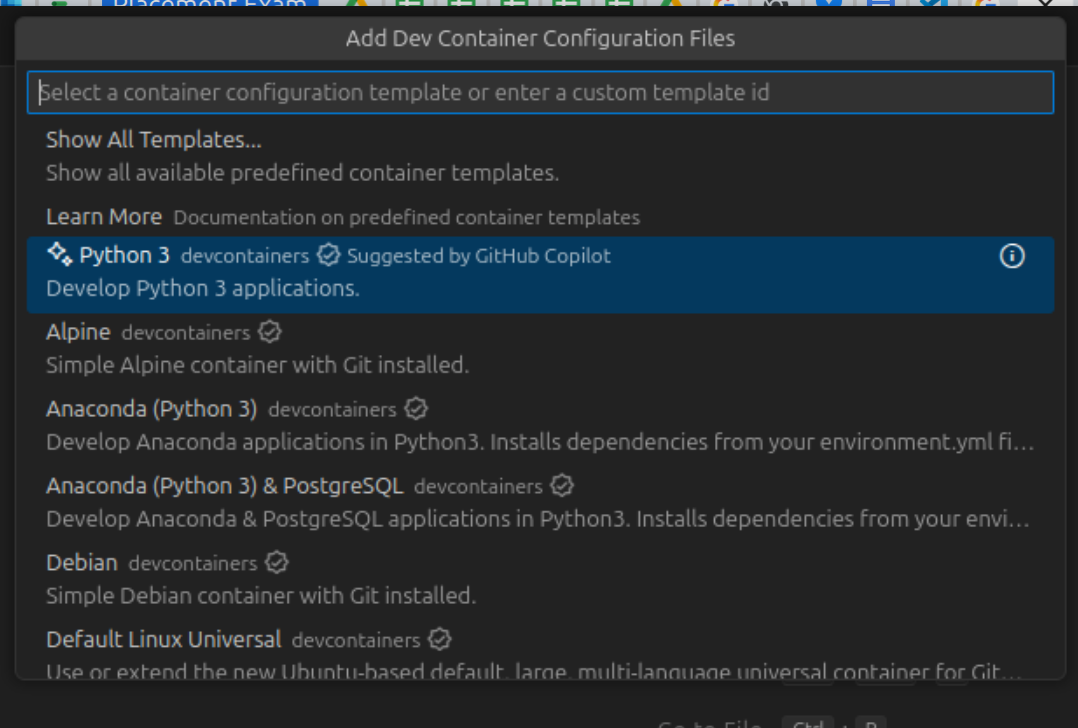 Placement Exam
Add Dev Container Configuration Files
Select a container configuration template or enter a custom template id
Show All Templates...
Show all available predefined container templates.
Learn More Documentation on predefined container templates
Python 3 devcontainers Suggested by GitHub Copilot
Develop Python 3 applications.
Alpine devcontainers
Simple Alpine container with Git installed.
Anaconda (Python 3) devcontainers
Develop Anaconda applications in Python3. Installs dependencies from your environment.yml fi...
Anaconda (Python 3) & PostgreSQL devcontainers
Develop Anaconda & PostgreSQL applications in Python3. Installs dependencies from your envi...
Debian devcontainers
Simple Debian container with Git installed.
Default Linux Universal devcontainers
Use or extend the new Ubuntu-based default, large, multi-language universal container for Git...
Go to File Ctrl + P